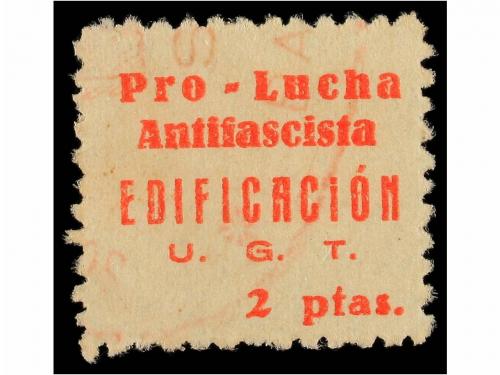 Pro - Lucha
Antifascista
EDIFICACIÓN
U. G. T.
2 ptas.